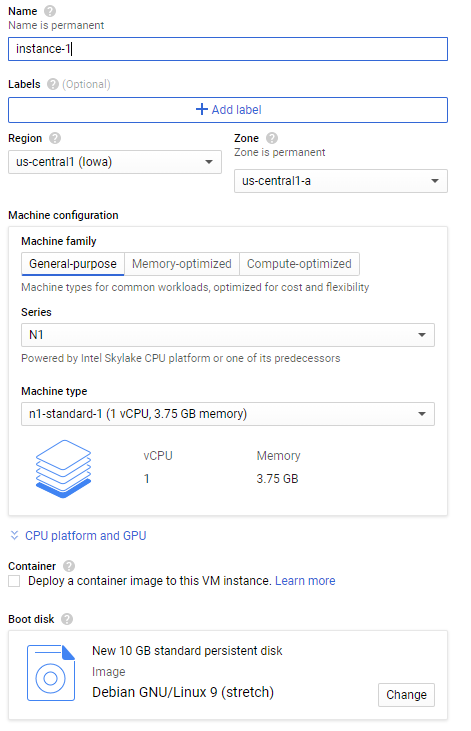 Name ?
Name is permanent
instance-1
Labels ? (Optional)
+ Add label
Region ?
us-central1 (Iowa)
Zone ?
Zone is permanent
us-central1-a
Machine configuration
Machine family
General-purpose Memory-optimized Compute-optimized
Machine types for common workloads, optimized for cost and flexibility
Series
N1
Powered by Intel Skylake CPU platform or one of its predecessors
Machine type
n1-standard-1 (1 vCPU, 3.75 GB memory)
vCPU Memory
1 3.75 GB
CPU platform and GPU
Container ?
Deploy a container image to this VM instance. Learn more
Boot disk ?
New 10 GB standard persistent disk
Image
Debian GNU/Linux 9 (stretch)
Change